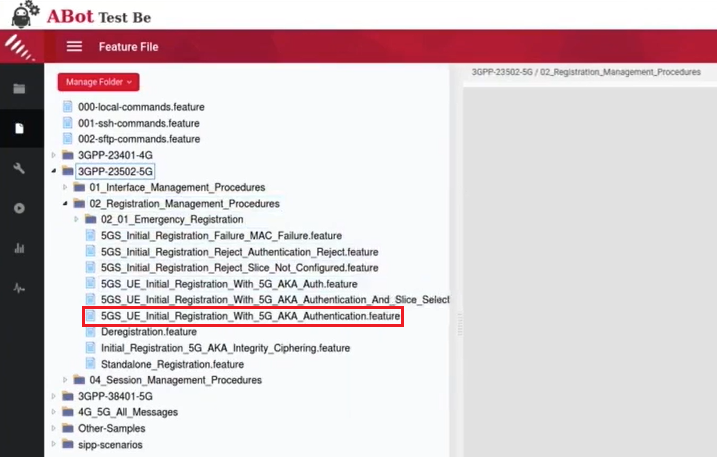 ABot Test Be
Feature File
Manage Folder
3GPP-23502-5G / 02_Registration_Management_Procedures
000-local-commands.feature
001-ssh-commands.feature
002-sftp-commands.feature
3GPP-23401-4G
3GPP-23502-5G
01_Interface_Management_Procedures
02_Registration_Management_Procedures
02_01_Emergency_Registration
5GS_Initial_Registration_Failure_MAC_Failure.feature
5GS_Initial_Registration_Reject_Authentication_Reject.feature
5GS_Initial_Registration_Reject_Slice_Not_Configured.feature
5GS_UE_Initial_Registration_With_5G_AKA_Auth.feature
5GS_UE_Initial_Registration_With_5G_AKA_Authentication_And_Slice_Select
5GS_UE_Initial_Registration_With_5G_AKA_Authentication.feature
Deregistration.feature
Initial_Registration_5G_AKA_Integrity_Ciphering.feature
Standalone_Registration.feature
04_Session_Management_Procedures
3GPP-38401-5G
4G_5G_All_Messages
Other-Samples
sipp-scenarios